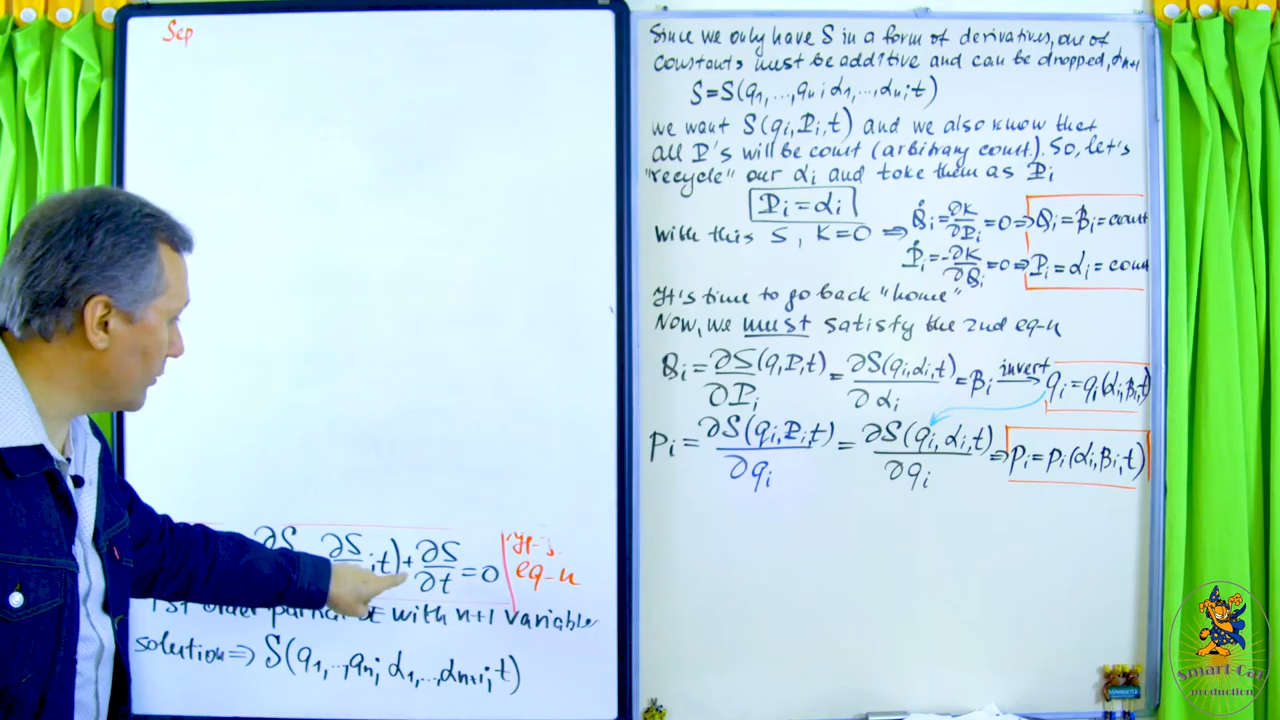 Sep
∂S ∂S ;t)+∂S/∂t=0
H-J
eq-n
1st order partial DE with n+1 variable
solution⇒ S(q₁,..,qₙ; α₁,..,αₙ₊₁;t)
Since we only have S in a form of derivatives, one of
constants must be additive and can be dropped, αₙ₊₁
S=S(q₁,...,qₙ; α₁,...,αₙ;t)
we want S(qᵢ,Pᵢ,t) and we also know that
all P's will be const (arbitrary const.). So, let's
"recycle" our αᵢ and take them as Pᵢ
Pᵢ=αᵢ
with this S, K=0 ⇒ Q̇ᵢ=∂K/∂Pᵢ=0⇒Qᵢ=βᵢ=const
Ṗᵢ=-∂K/∂Qᵢ=0⇒Pᵢ=αᵢ=const
It's time to go back "home"
Now, we must satisfy the 2nd eq-n
Qᵢ=∂S(q,P,t)/∂Pᵢ=∂S(qᵢ,αᵢ,t)/∂αᵢ=βᵢ invert→ qᵢ=qᵢ(αᵢ,βᵢ,t)
pᵢ=∂S(qᵢ,Pᵢ,t)/∂qᵢ=∂S(qᵢ,αᵢ,t)/∂qᵢ⇒pᵢ=pᵢ(αᵢ,βᵢ,t)
Smart Cat
production